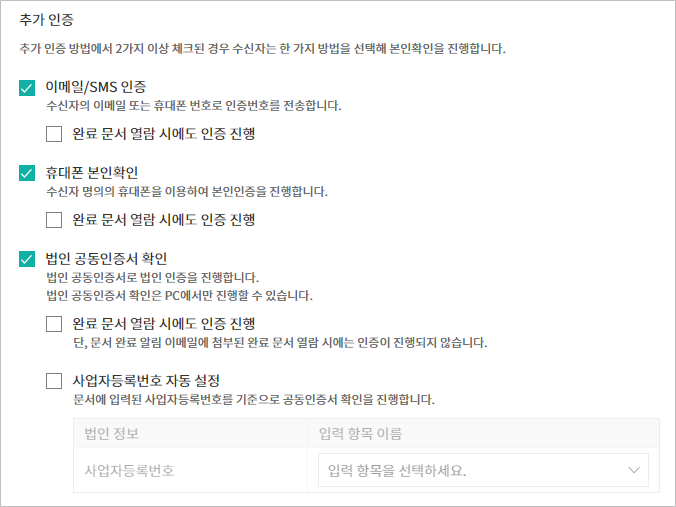 추가 인증
추가 인증 방법에서 2가지 이상 체크된 경우 수신자는 한 가지 방법을 선택해 본인확인을 진행합니다.
이메일/SMS 인증
수신자의 이메일 또는 휴대폰 번호로 인증번호를 전송합니다.
완료 문서 열람 시에도 인증 진행
휴대폰 본인확인
수신자 명의의 휴대폰을 이용하여 본인인증을 진행합니다.
완료 문서 열람 시에도 인증 진행
법인 공동인증서 확인
법인 공동인증서로 법인 인증을 진행합니다.
법인 공동인증서 확인은 PC에서만 진행할 수 있습니다.
완료 문서 열람 시에도 인증 진행
단, 문서 완료 알림 이메일에 첨부된 완료 문서 열람 시에는 인증이 진행되지 않습니다.
사업자등록번호 자동 설정
문서에 입력된 사업자등록번호를 기준으로 공동인증서 확인을 진행합니다.
법인 정보 입력 항목 이름
사업자등록번호 입력 항목을 선택하세요.